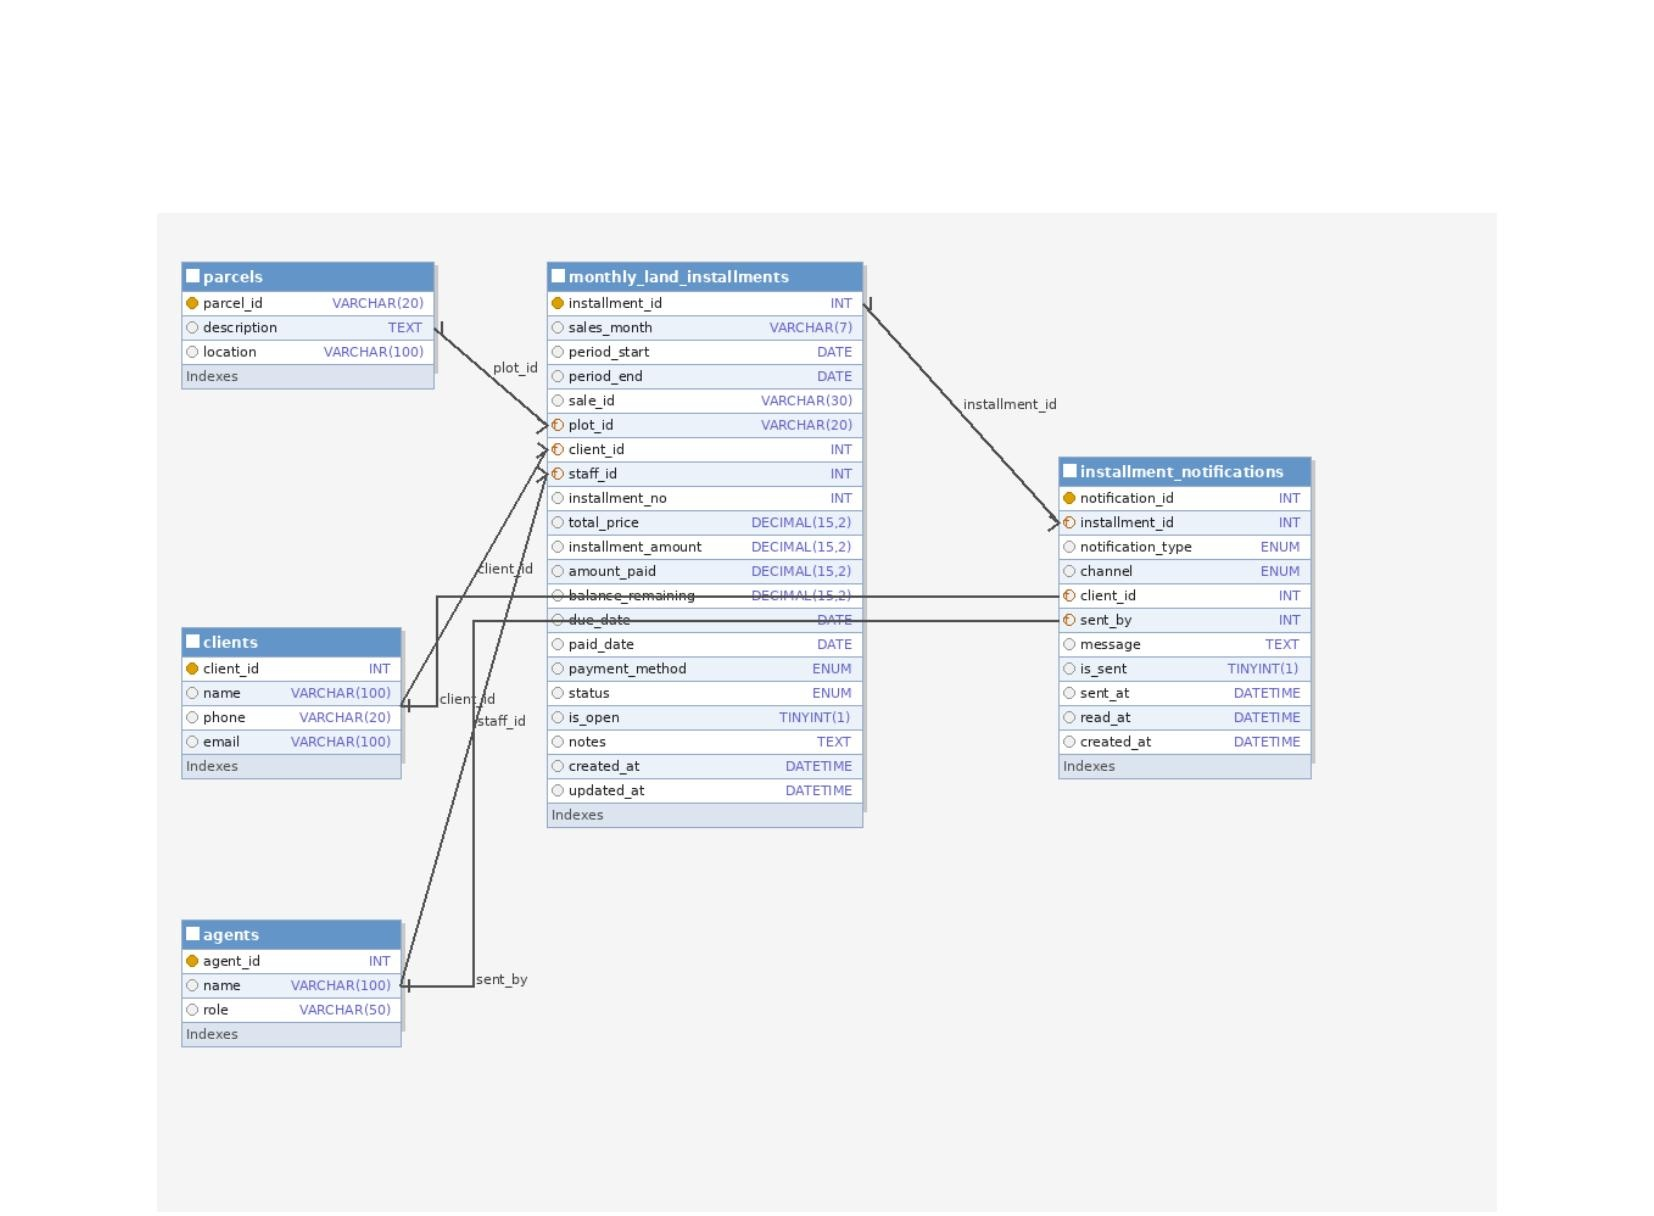 parcels
parcel_id VARCHAR(20)
description TEXT
location VARCHAR(100)
Indexes
plot_id
monthly_land_installments
installment_id INT
sales_month VARCHAR(7)
period_start DATE
period_end DATE
sale_id VARCHAR(30)
plot_id VARCHAR(20)
client_id INT
staff_id INT
installment_no INT
total_price DECIMAL(15,2)
installment_amount DECIMAL(15,2)
amount_paid DECIMAL(15,2)
balance_remaining DECIMAL(15,2)
due_date DATE
paid_date DATE
payment_method ENUM
status ENUM
is_open TINYINT(1)
notes TEXT
created_at DATETIME
updated_at DATETIME
Indexes
installment_id
installment_notifications
notification_id INT
installment_id INT
notification_type ENUM
channel ENUM
client_id INT
sent_by INT
message TEXT
is_sent TINYINT(1)
sent_at DATETIME
read_at DATETIME
created_at DATETIME
Indexes
client_id
clients
client_id INT
name VARCHAR(100)
phone VARCHAR(20)
email VARCHAR(100)
Indexes
client_id
staff_id
agents
agent_id INT
name VARCHAR(100)
role VARCHAR(50)
Indexes
sent_by